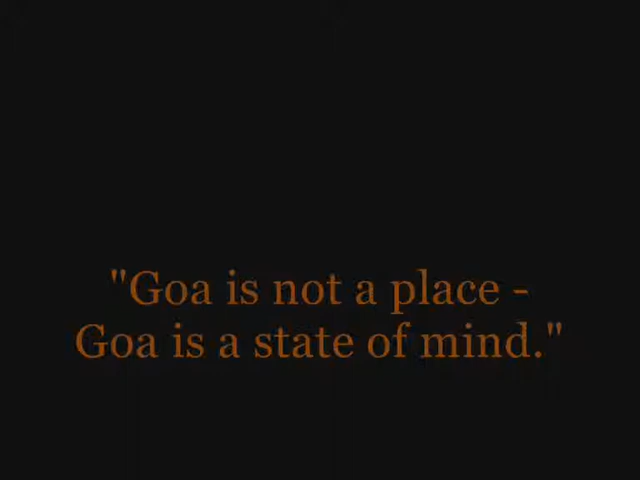 "Goa is not a place -
Goa is a state of mind."